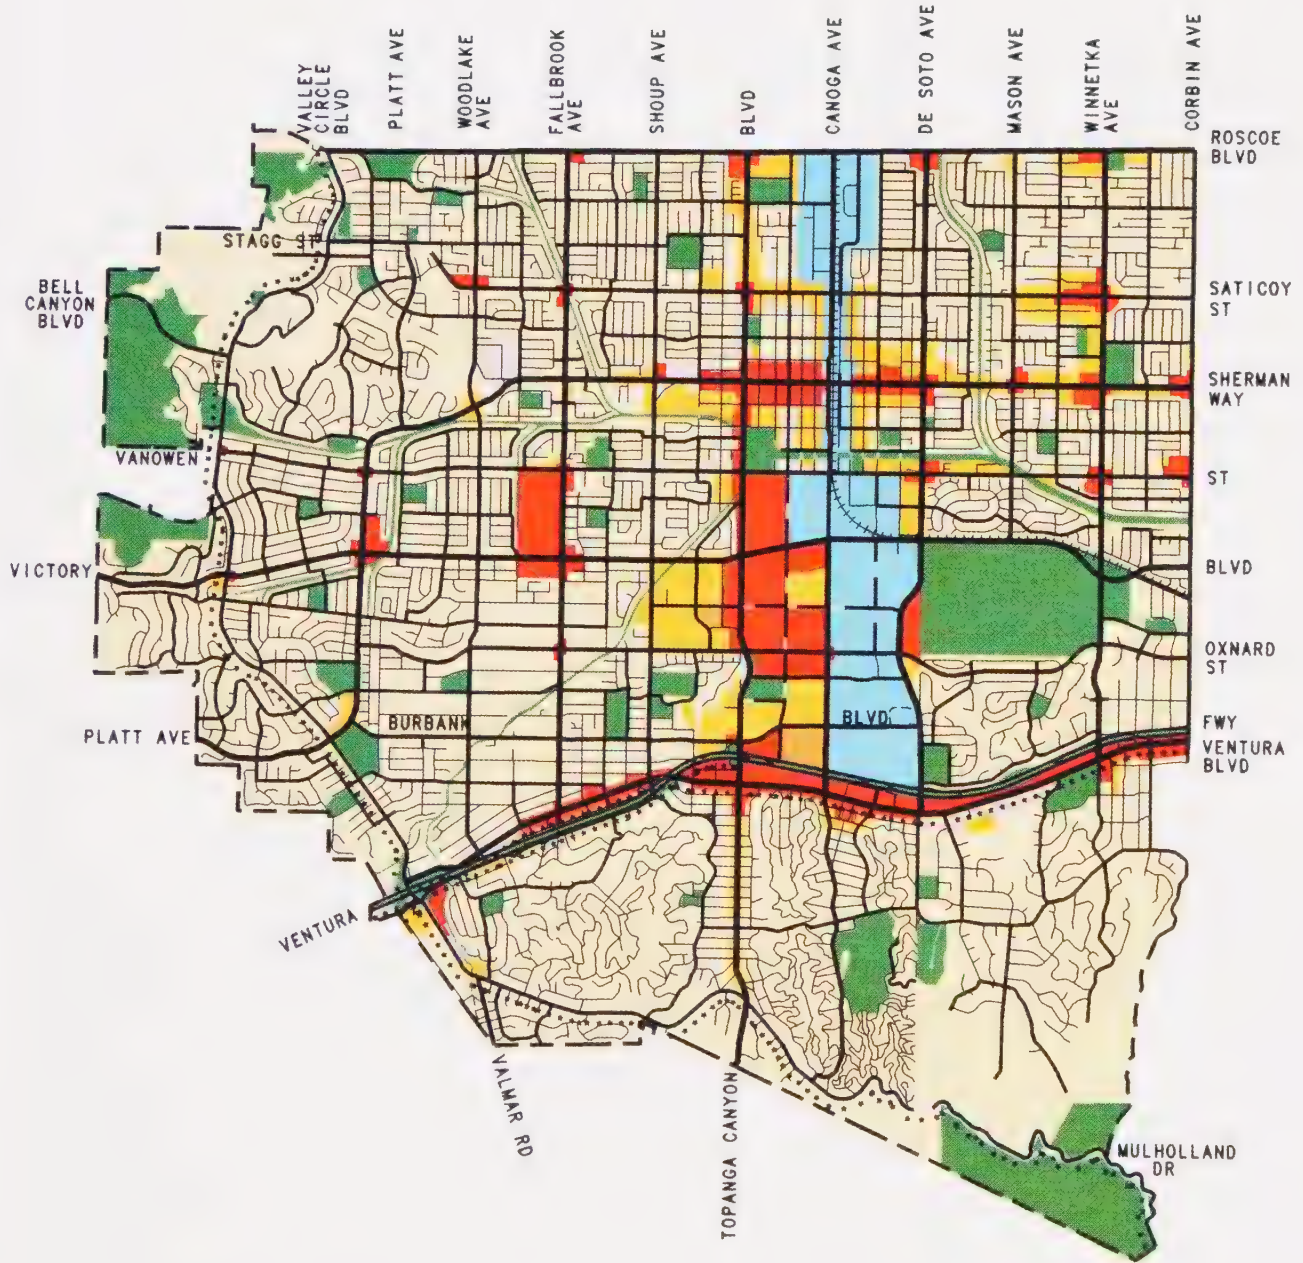 VALLEY
CIRCLE
BLVD
PLATT AVE
WOODLAKE
AVE
FALLBROOK
AVE
SHOUP AVE
BLVD
CANOGA AVE
DE SOTO AVE
MASON AVE
WINNETKA
AVE
CORBIN AVE
ROSCOE
BLVD
STAGG ST
BELL
CANYON
BLVD
SATICOY
ST
SHERMAN
WAY
VANOWEN
ST
VICTORY
BLVD
OXNARD
ST
PLATT AVE
BURBANK
BLVD
FWY
VENTURA
BLVD
VENTURA
VALMAR RD
TOPANGA CANYON
MULHOLLAND
DR